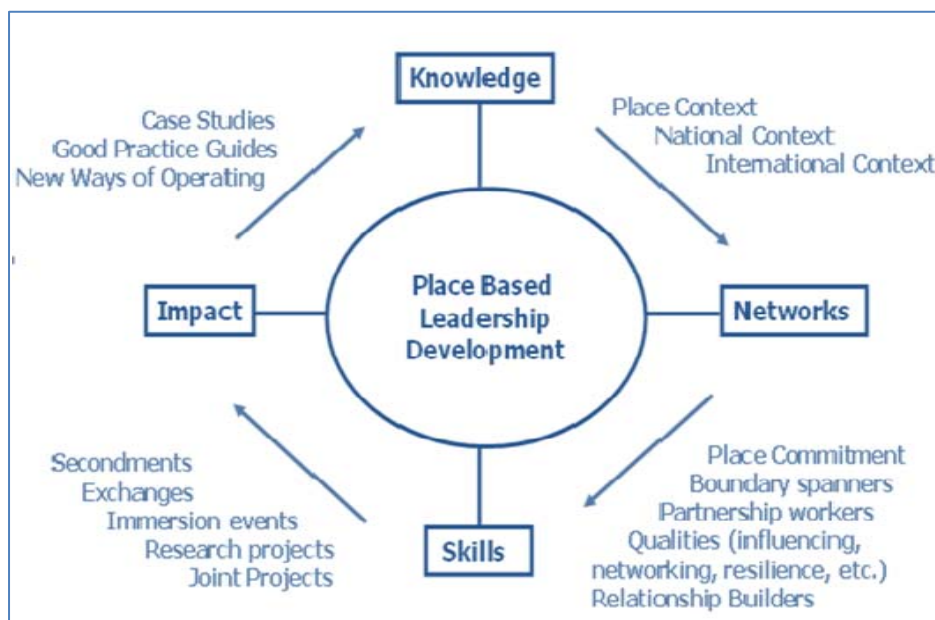 Knowledge
Case Studies
Good Practice Guides
New Ways of Operating
Place Context
National Context
International Context
Impact
Place Based
Leadership
Development
Networks
Secondments
Exchanges
Immersion events
Research projects
Joint Projects
Skills
Place Commitment
Boundary spanners
Partnership workers
Qualities (influencing,
networking, resilience, etc.)
Relationship Builders